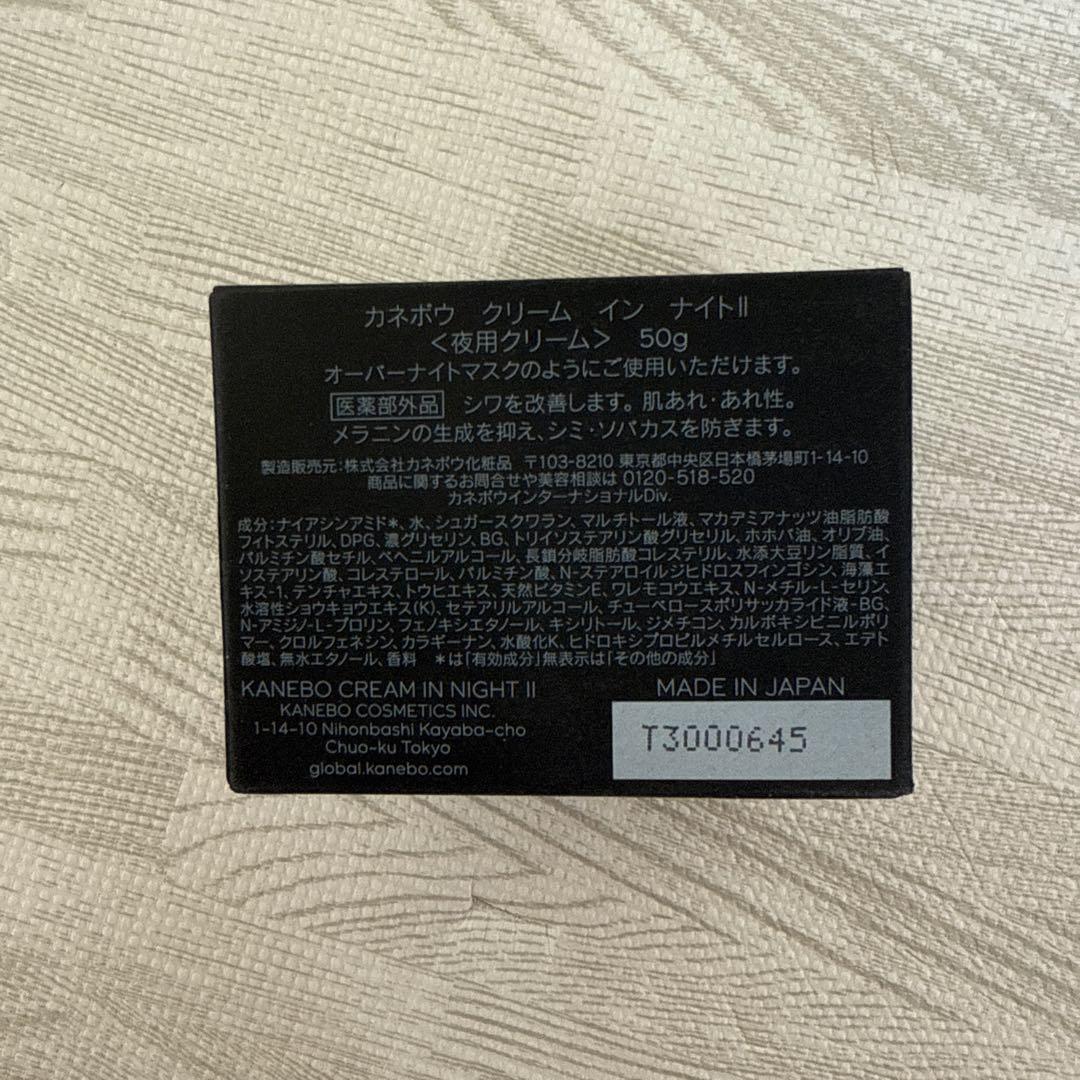 カネボウ クリーム イン ナイトⅡ
＜夜用クリーム＞ 50g
オーバーナイトマスクのようにご使用いただけます。
医薬部外品 シワを改善します。肌あれ・あれ性。
メラニンの生成を抑え、シミ・ソバカスを防ぎます。
製造販売元:株式会社カネボウ化粧品 〒103-8210 東京都中央区日本橋茅場町1-14-10
商品に関するお問合せや美容相談は 0120-518-520
カネボウインターナショナルDiv.
成分:ナイアシンアミド*、水、シュガースクワラン、マルチトール液、マカデミアナッツ油脂肪酸
フィトステリル、DPG、濃グリセリン、BG、トリイソステアリン酸グリセリル、ホホバ油、オリブ油、
パルミチン酸セチル、ベヘニルアルコール、長鎖分岐脂肪酸コレステリル、水添大豆リン脂質、イ
ソステアリン酸、コレステロール、パルミチン酸、N-ステアロイルジヒドロスフィンゴシン、海藻エ
キス-1、テンチャエキス、トウヒエキス、天然ビタミンE、ワレモコウエキス、N-メチル-L-セリン、
水溶性ショウキョウエキス(K)、セテアリルアルコール、チューベロースポリサッカライド液-BG、
N-アミジノ-L-プロリン、フェノキシエタノール、キシリトール、ジメチコン、カルボキシビニルポリ
マー、クロルフェネシン、カラギーナン、水酸化K、ヒドロキシプロピルメチルセルロース、エデト
酸塩、無水エタノール、香料 *は「有効成分」無表示は「その他の成分」
KANEBO CREAM IN NIGHT II
KANEBO COSMETICS INC.
1-14-10 Nihonbashi Kayaba-cho
Chuo-ku Tokyo
global.kanebo.com
MADE IN JAPAN
T3000645